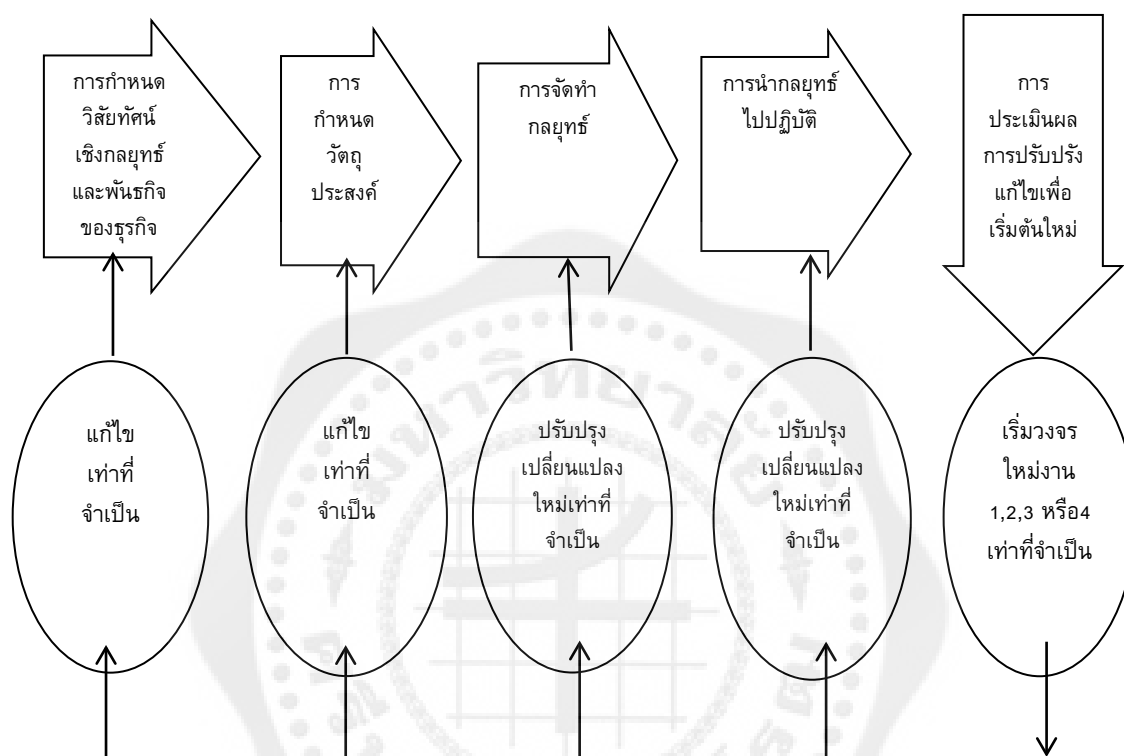 การกำหนด
วิสัยทัศน์
เชิงกลยุทธ์
และพันธกิจ
ของธุรกิจ
การ
กำหนด
วัตถุ
ประสงค์
การจัดทำ
กลยุทธ์
การนำกลยุทธ์
ไปปฏิบัติ
การ
ประเมินผล
การปรับปรัง
แก้ไขเพื่อ
เริ่มต้นใหม่
แก้ไข
เท่าที่
จำเป็น
แก้ไข
เท่าที่
จำเป็น
ปรับปรุง
เปลี่ยนแปลง
ใหม่เท่าที่
จำเป็น
ปรับปรุง
เปลี่ยนแปลง
ใหม่เท่าที่
จำเป็น
เริ่มวงจร
ใหม่งาน
1,2,3 หรือ4
เท่าที่จำเป็น
มหาวิทยาลัย